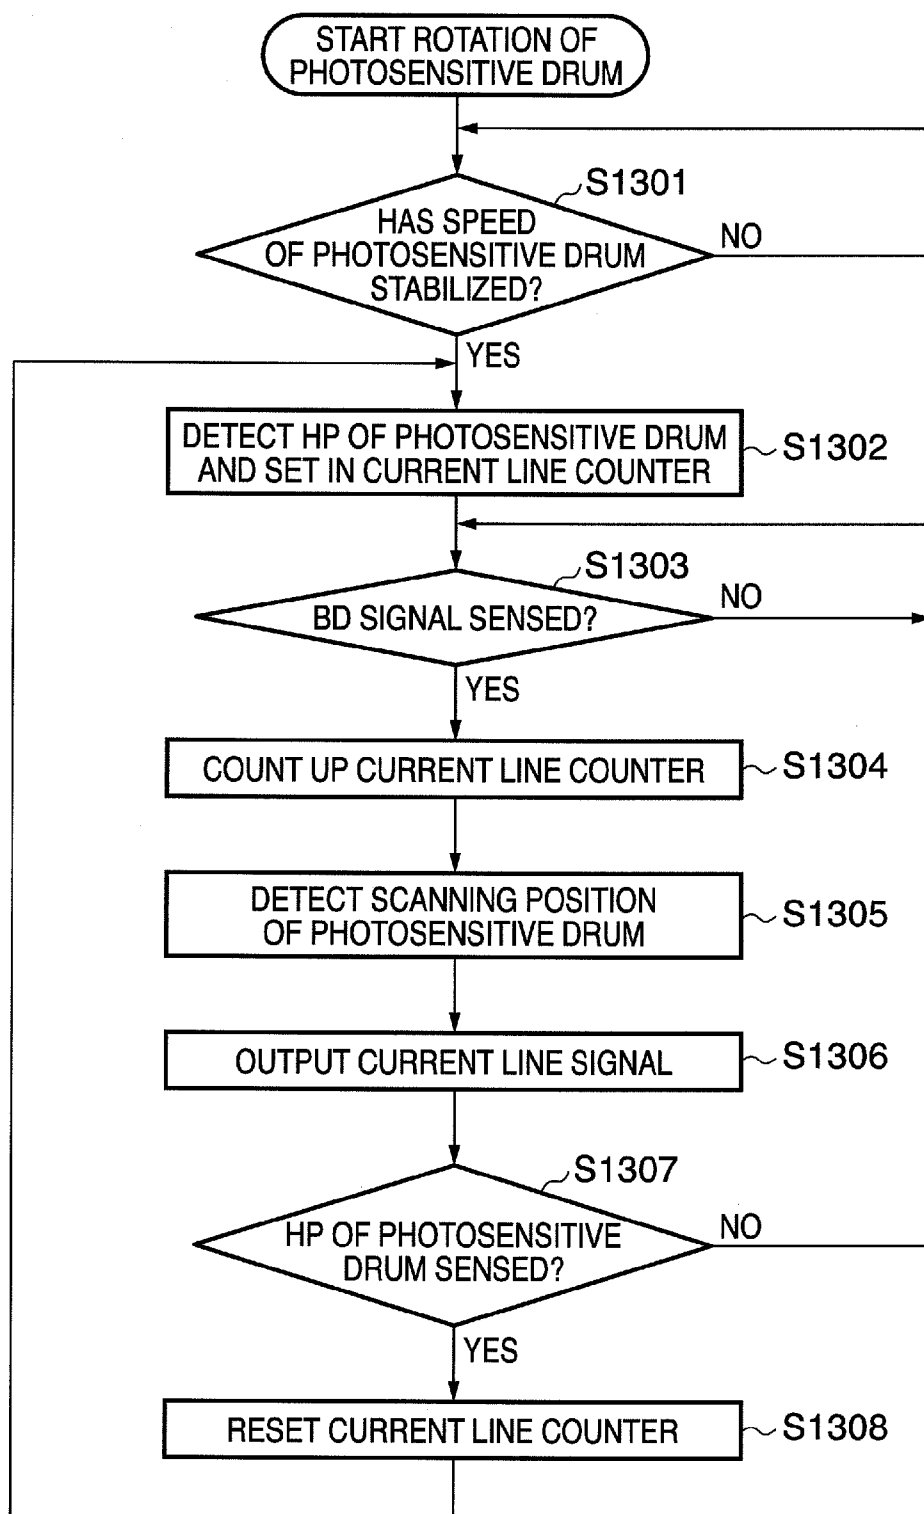 START ROTATION OF
PHOTOSENSITIVE DRUM
S1301
HAS SPEED
OF PHOTOSENSITIVE DRUM
STABILIZED?
NO
YES
DETECT HP OF PHOTOSENSITIVE DRUM
AND SET IN CURRENT LINE COUNTER
S1302
S1303
BD SIGNAL SENSED?
NO
YES
COUNT UP CURRENT LINE COUNTER
S1304
DETECT SCANNING POSITION
OF PHOTOSENSITIVE DRUM
S1305
OUTPUT CURRENT LINE SIGNAL
S1306
S1307
HP OF PHOTOSENSITIVE
DRUM SENSED?
NO
YES
RESET CURRENT LINE COUNTER
S1308